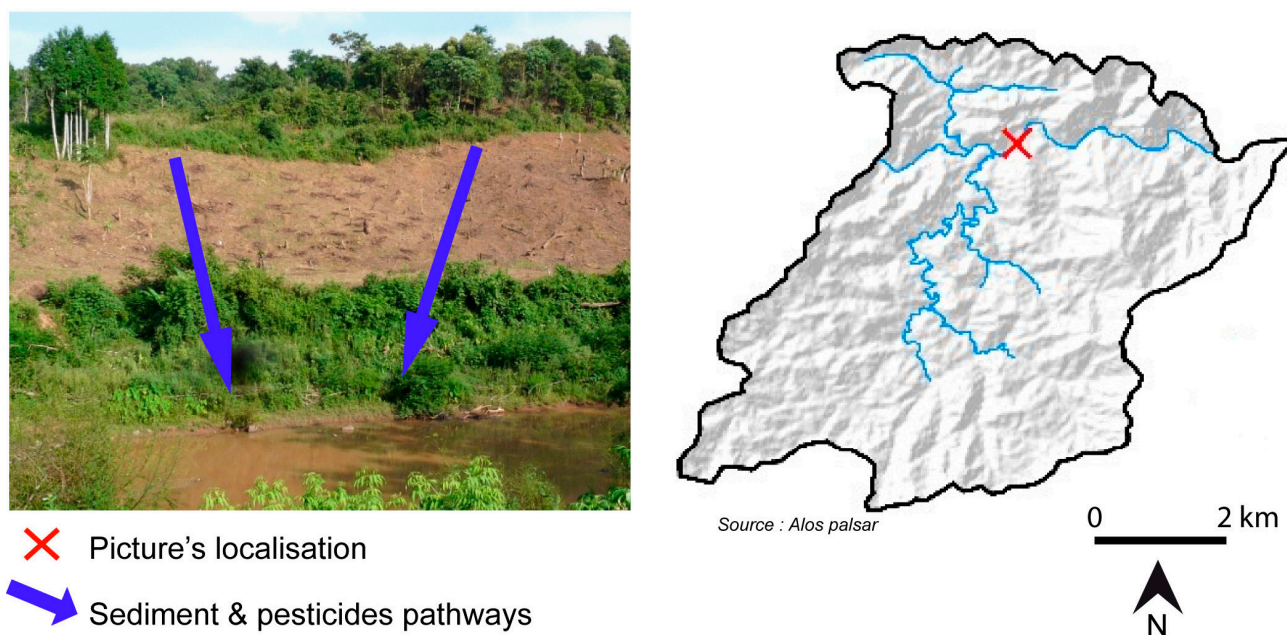 Source : Alos palsar
0 2 km
N
Picture's localisation
Sediment & pesticides pathways